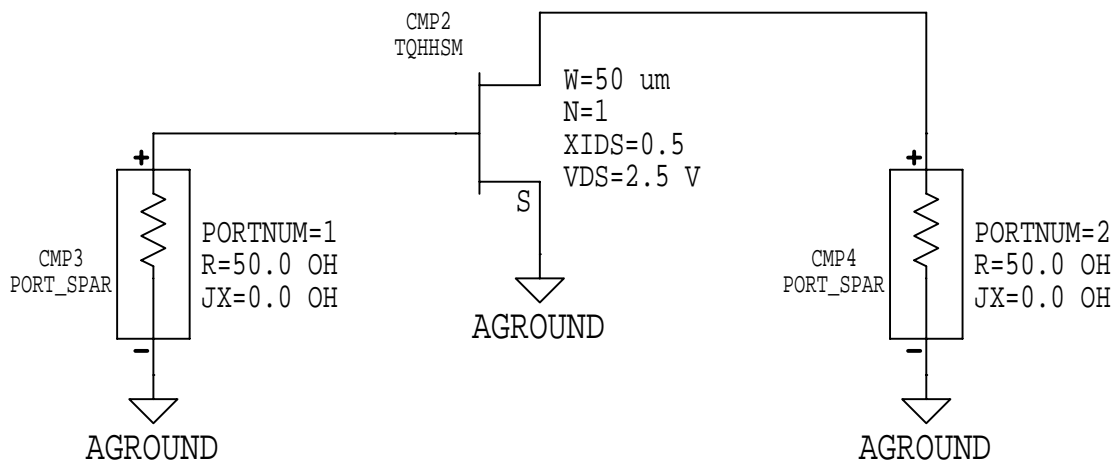 CMP2
TQHHSM
W=50 um
N=1
XIDS=0.5
VDS=2.5 V
S
AGROUND
+
CMP3
PORT_SPAR
PORTNUM=1
R=50.0 OH
JX=0.0 OH
−
AGROUND
+
CMP4
PORT_SPAR
PORTNUM=2
R=50.0 OH
JX=0.0 OH
−
AGROUND